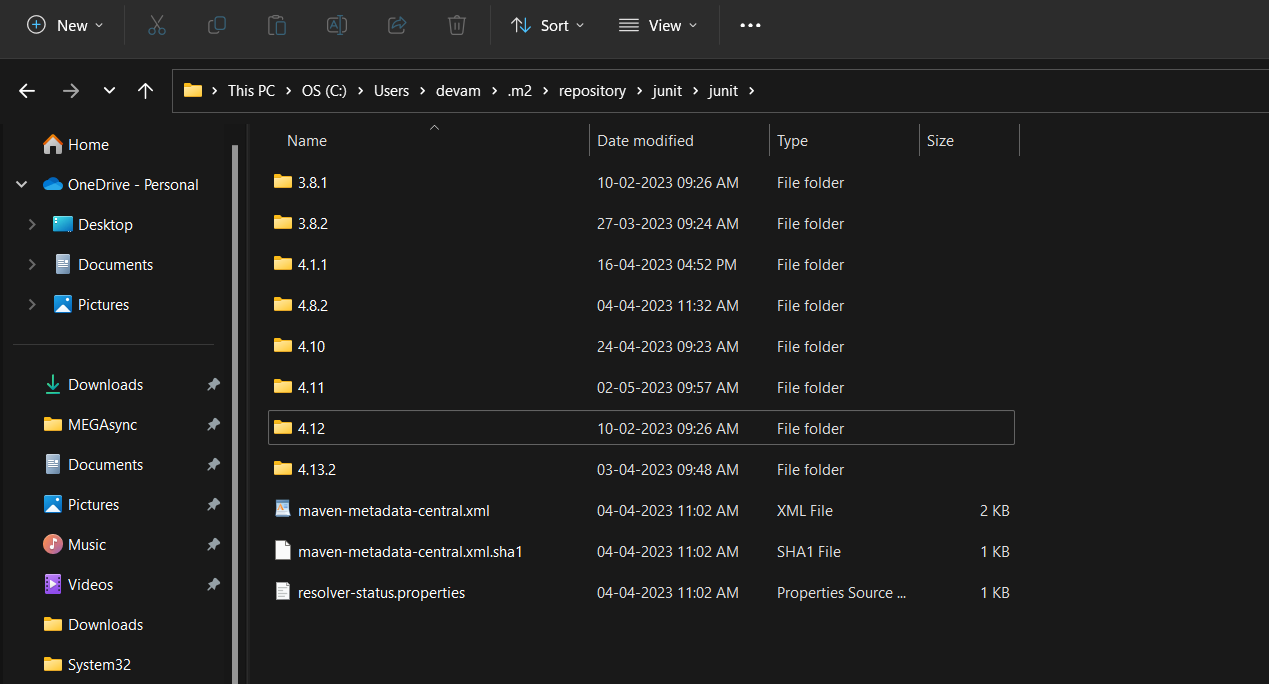 New Sort View
This PC OS (C:) Users devam .m2 repository junit junit
Home
OneDrive - Personal
Desktop
Documents
Pictures
Downloads
MEGAsync
Documents
Pictures
Music
Videos
Downloads
System32
Name Date modified Type Size
3.8.1 10-02-2023 09:26 AM File folder
3.8.2 27-03-2023 09:24 AM File folder
4.1.1 16-04-2023 04:52 PM File folder
4.8.2 04-04-2023 11:32 AM File folder
4.10 24-04-2023 09:23 AM File folder
4.11 02-05-2023 09:57 AM File folder
4.12 10-02-2023 09:26 AM File folder
4.13.2 03-04-2023 09:48 AM File folder
maven-metadata-central.xml 04-04-2023 11:02 AM XML File 2 KB
maven-metadata-central.xml.sha1 04-04-2023 11:02 AM SHA1 File 1 KB
resolver-status.properties 04-04-2023 11:02 AM Properties Source ... 1 KB